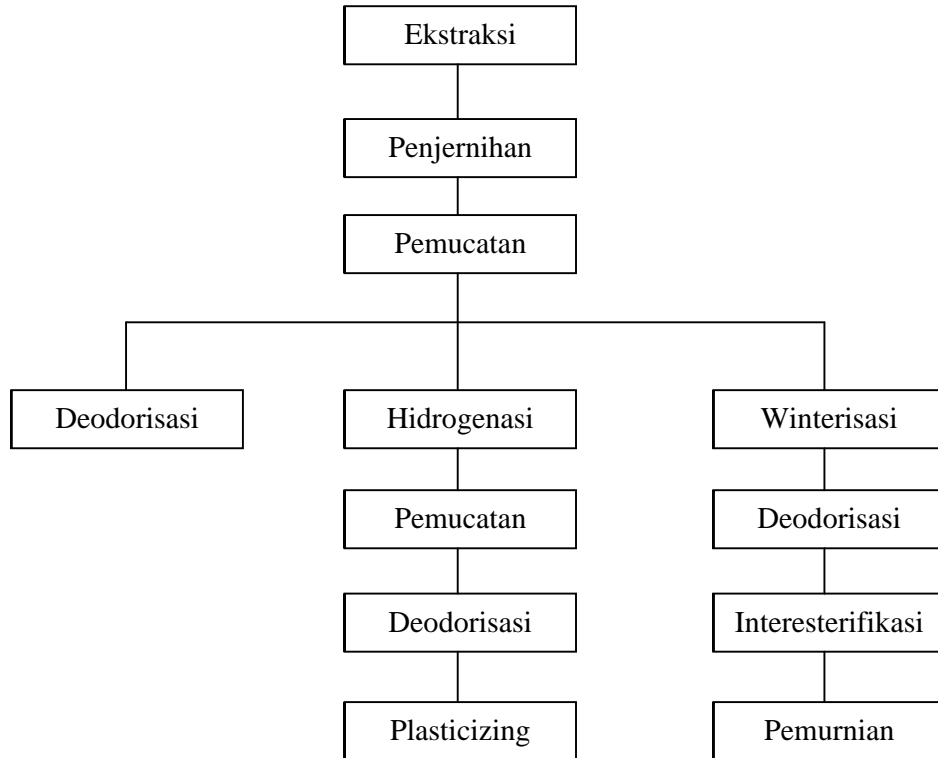 Ekstraksi
Penjernihan
Pemucatan
Deodorisasi
Hidrogenasi
Winterisasi
Pemucatan
Deodorisasi
Deodorisasi
Interesterifikasi
Plasticizing
Pemurnian